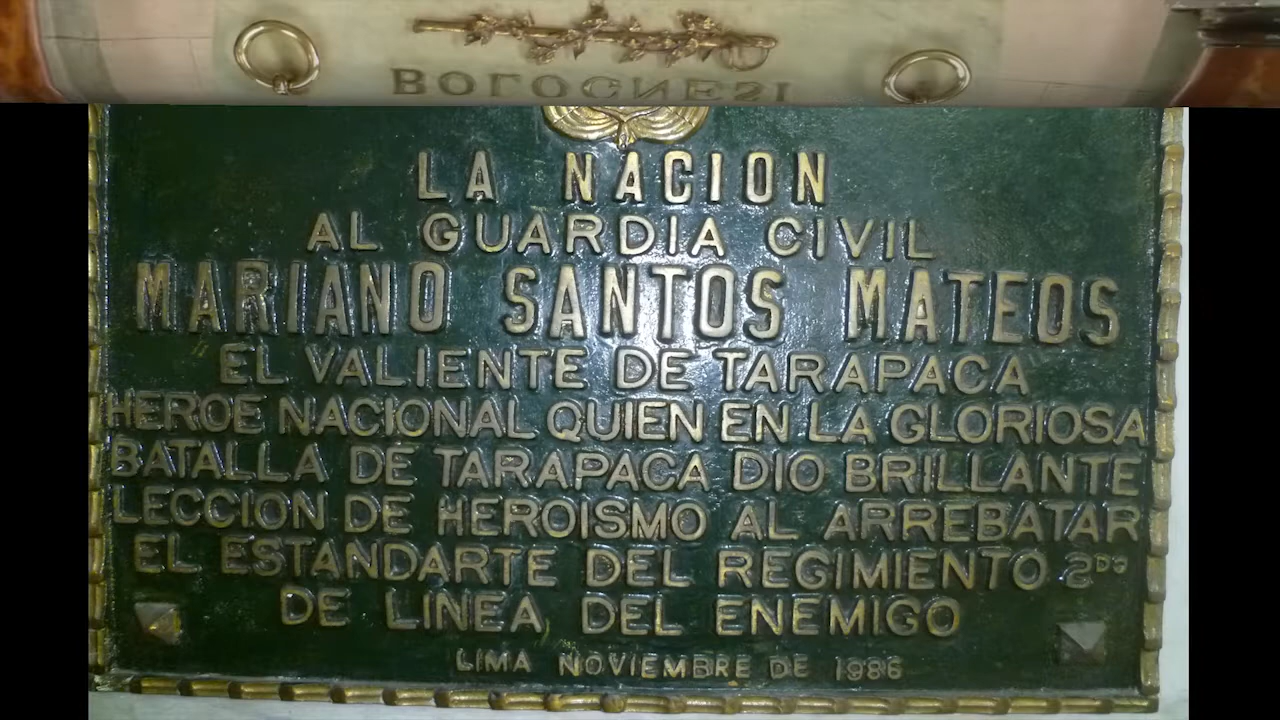 BOLOGNESI
LA NACION
AL GUARDIA CIVIL
MARIANO SANTOS MATEOS
EL VALIENTE DE TARAPACA
HEROE NACIONAL QUIEN EN LA GLORIOSA
BATALLA DE TARAPACA DIO BRILLANTE
LECCION DE HEROISMO AL ARREBATAR
EL ESTANDARTE DEL REGIMIENTO 2DO
DE LINEA DEL ENEMIGO
LIMA NOVIEMBRE DE 1986